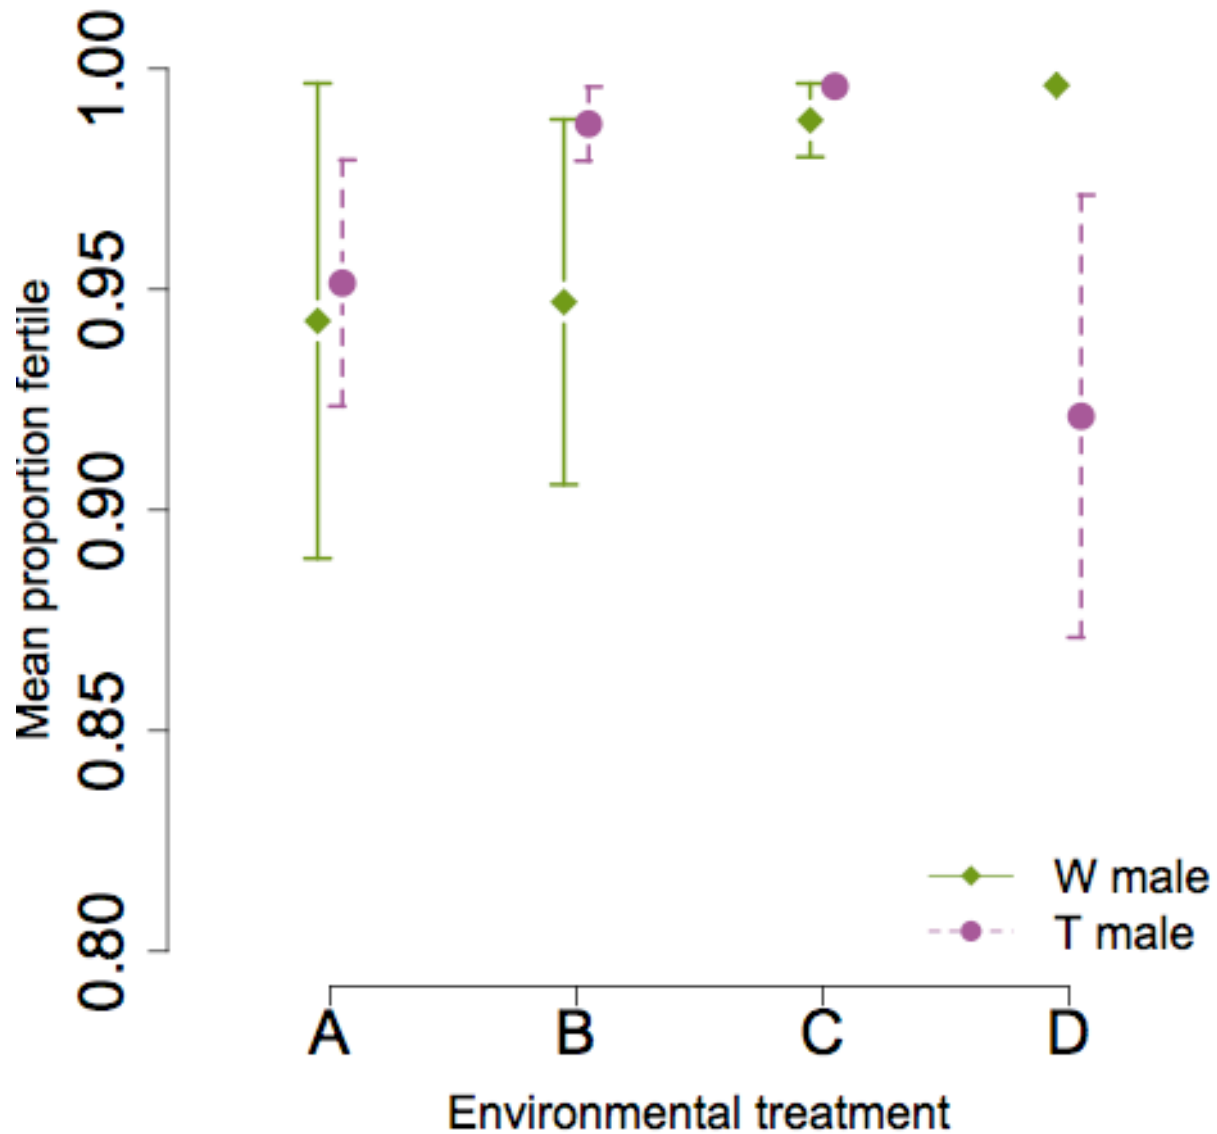 Mean proportion fertile
1.00
0.95
0.90
0.85
0.80
W male
T male
A B C D
Environmental treatment